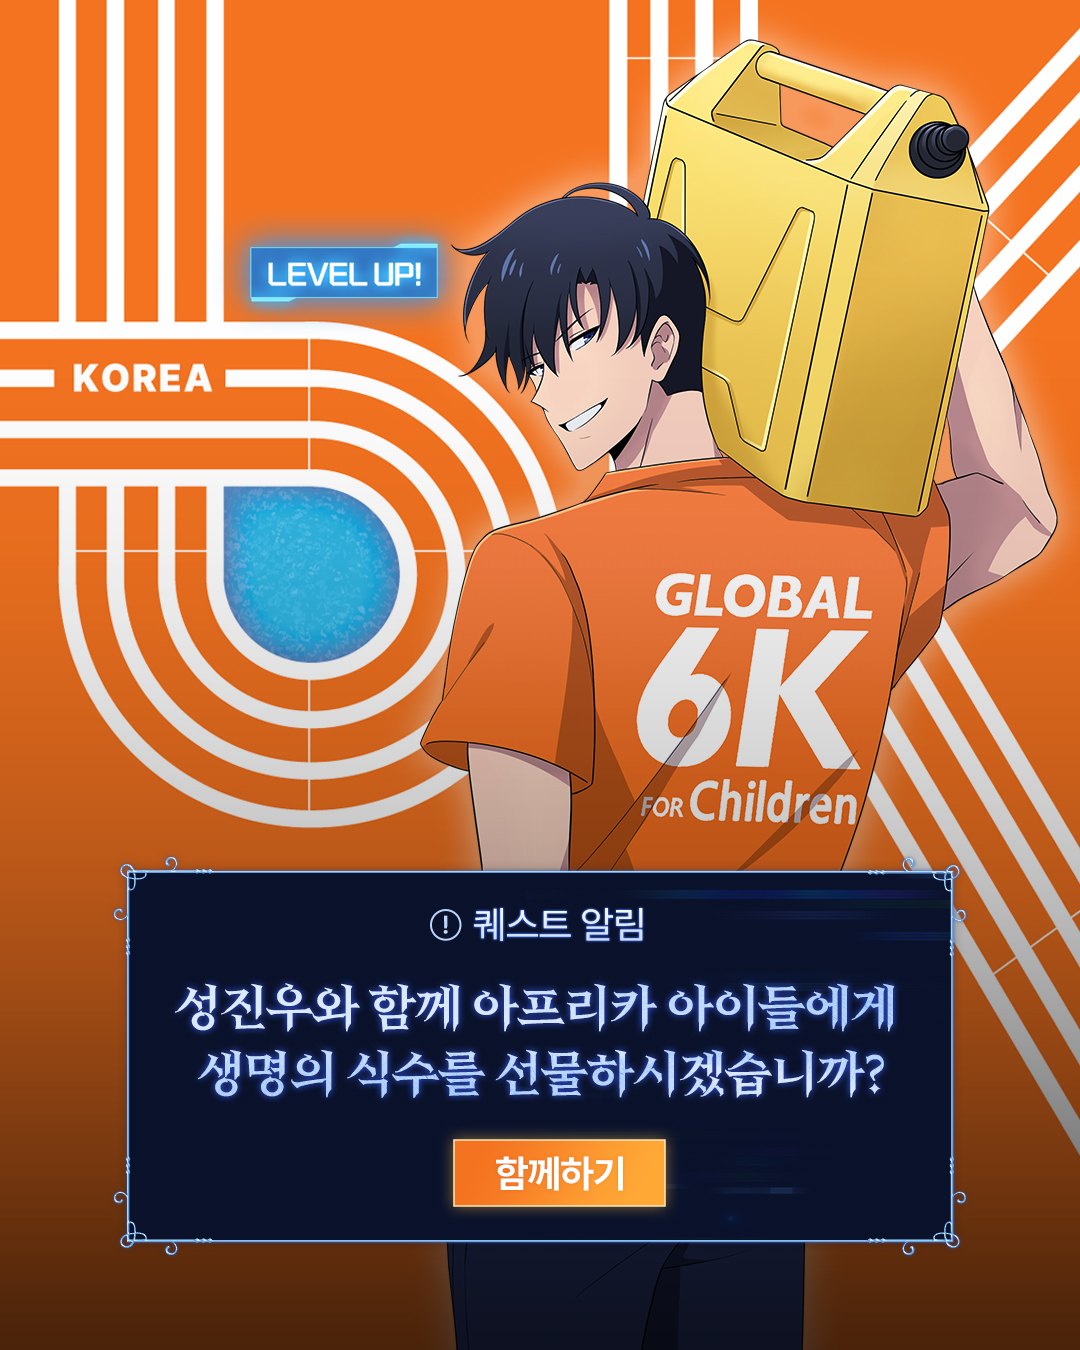 LEVEL UP!
KOREA
GLOBAL
6K
FOR Children
! 퀘스트 알림
성진우와 함께 아프리카 아이들에게
생명의 식수를 선물하시겠습니까?
함께하기